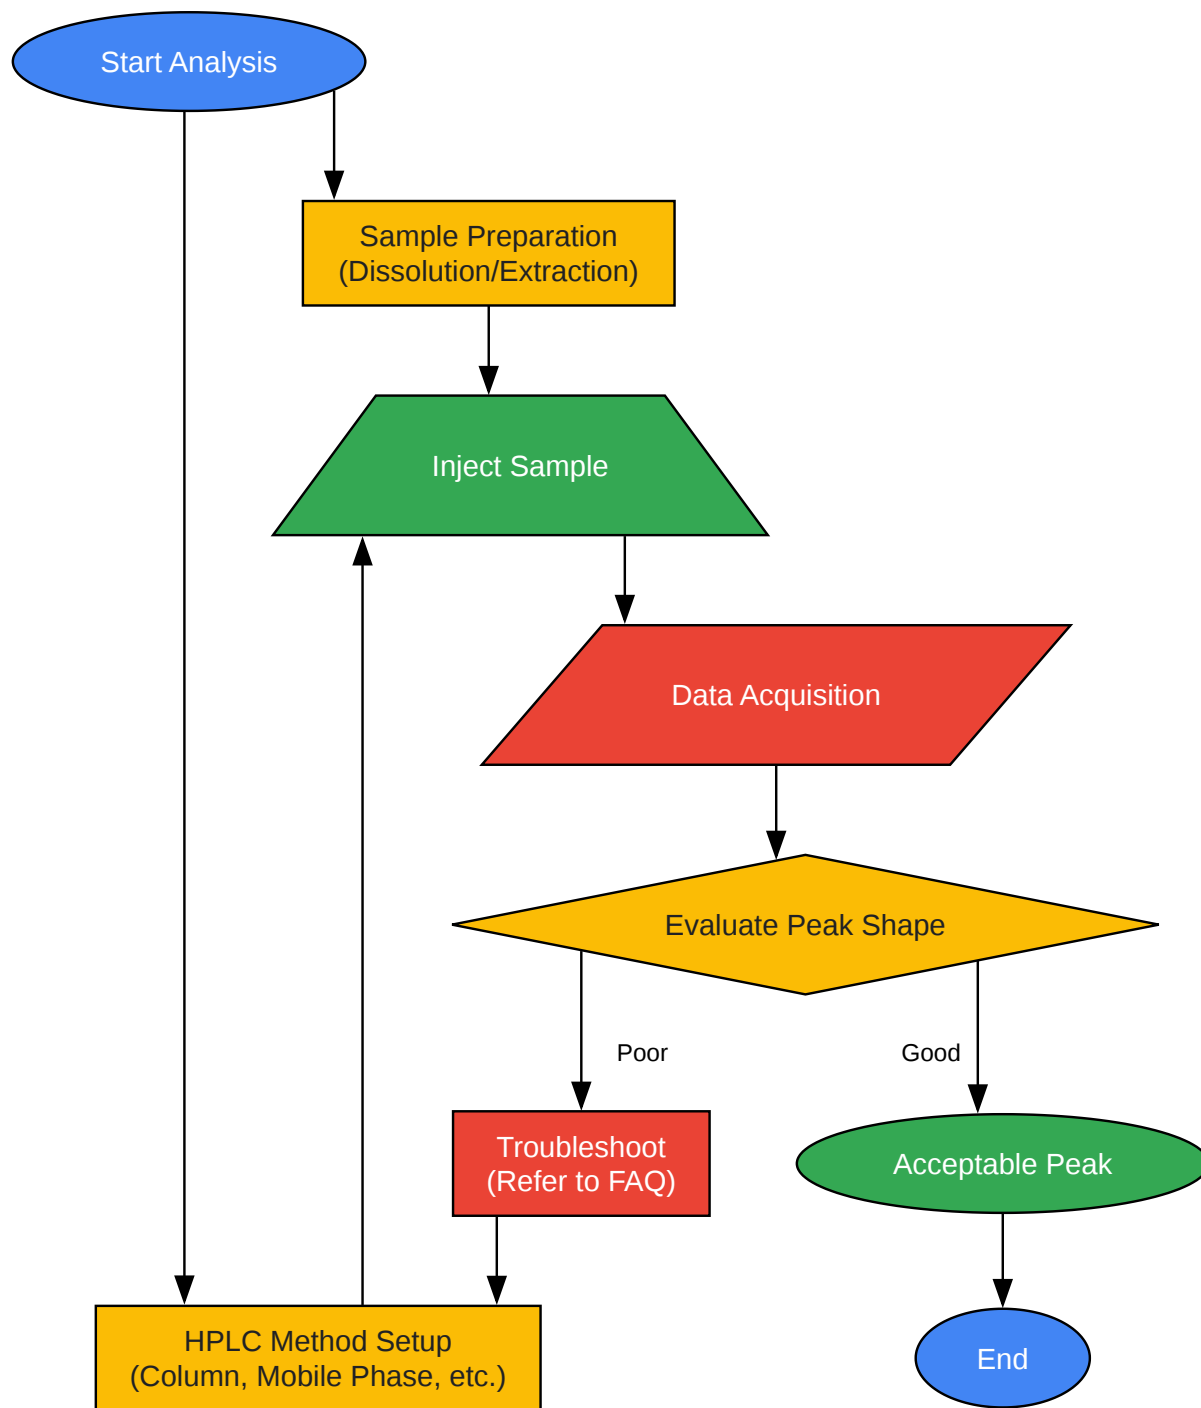 Start Analysis
Sample Preparation
(Dissolution/Extraction)
Inject Sample
Data Acquisition
Evaluate Peak Shape
Poor
Good
Troubleshoot
(Refer to FAQ)
Acceptable Peak
HPLC Method Setup
(Column, Mobile Phase, etc.)
End